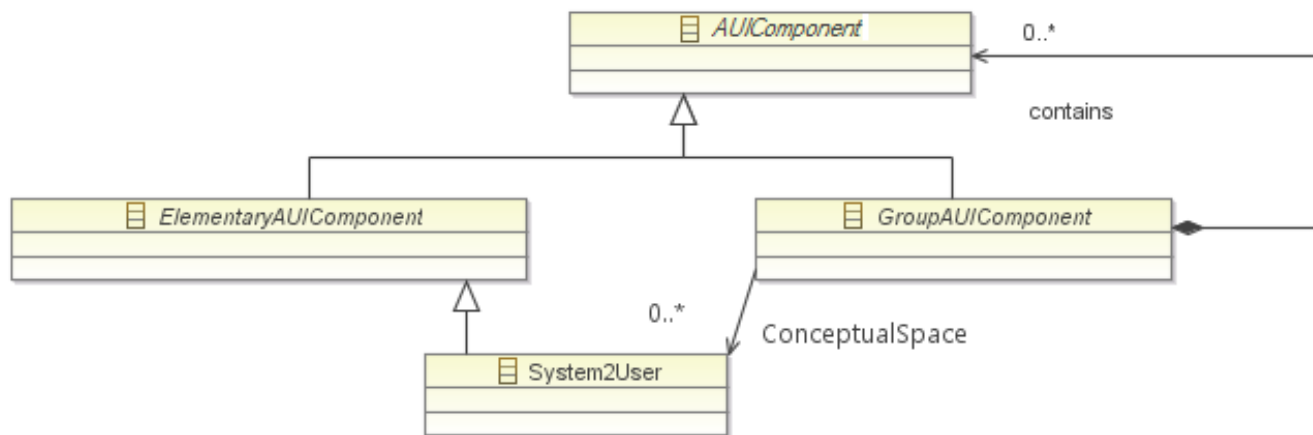 AUIComponent
0..*
contains
ElementaryAUIComponent
GroupAUIComponent
0..*
ConceptualSpace
System2User